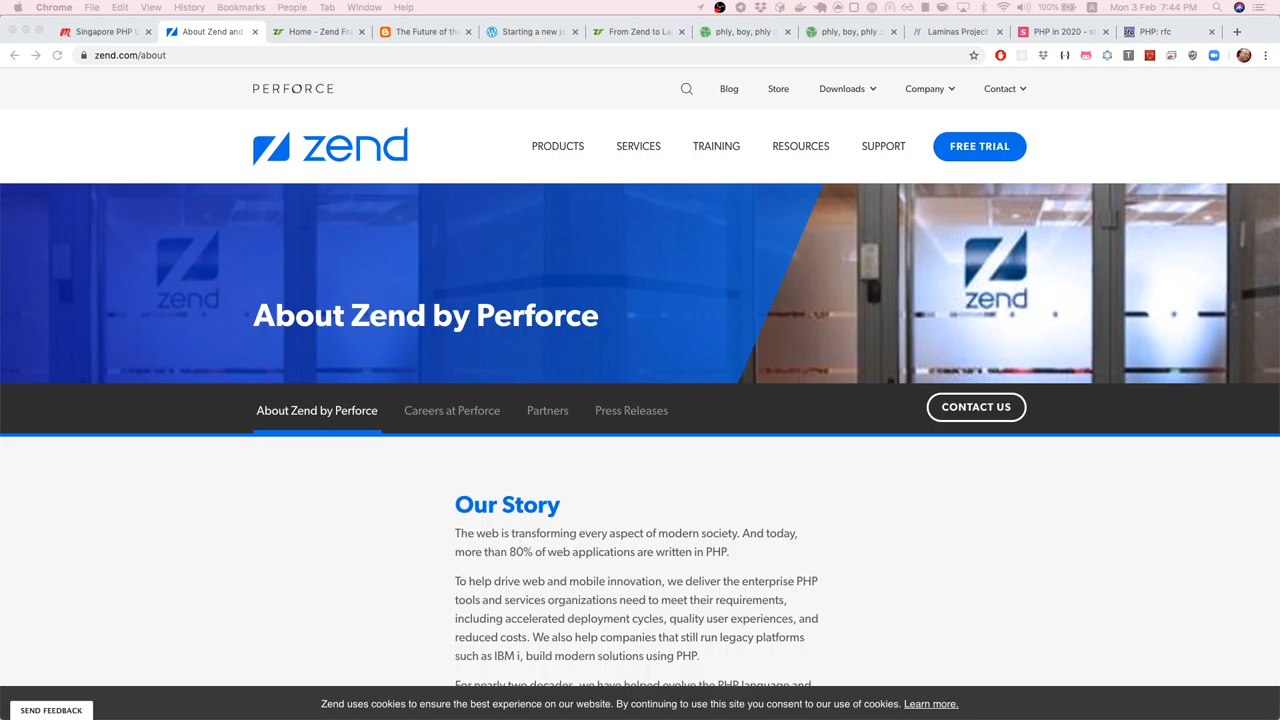 Chrome File Edit View History Bookmarks People Tab Window Help 100% Mon 3 Feb 7:44 PM
Singapore PHP U About Zend and Home - Zend Fra The Future of the Starting a new jo From Zend to La phly, boy, phly phly, boy, phly Laminas Project PHP in 2020 - st PHP: rfc
zend.com/about
PERFORCE
Blog Store Downloads Company Contact
zend
PRODUCTS SERVICES TRAINING RESOURCES SUPPORT FREE TRIAL
zend
zend
About Zend by Perforce
About Zend by Perforce Careers at Perforce Partners Press Releases CONTACT US
Our Story
The web is transforming every aspect of modern society. And today,
more than 80% of web applications are written in PHP.
To help drive web and mobile innovation, we deliver the enterprise PHP
tools and services organizations need to meet their requirements,
including accelerated deployment cycles, quality user experiences, and
reduced costs. We also help companies that still run legacy platforms
such as IBM i, build modern solutions using PHP.
For nearly two decades, we have helped evolve the PHP language and
Zend uses cookies to ensure the best experience on our website. By continuing to use this site you consent to our use of cookies. Learn more.
SEND FEEDBACK